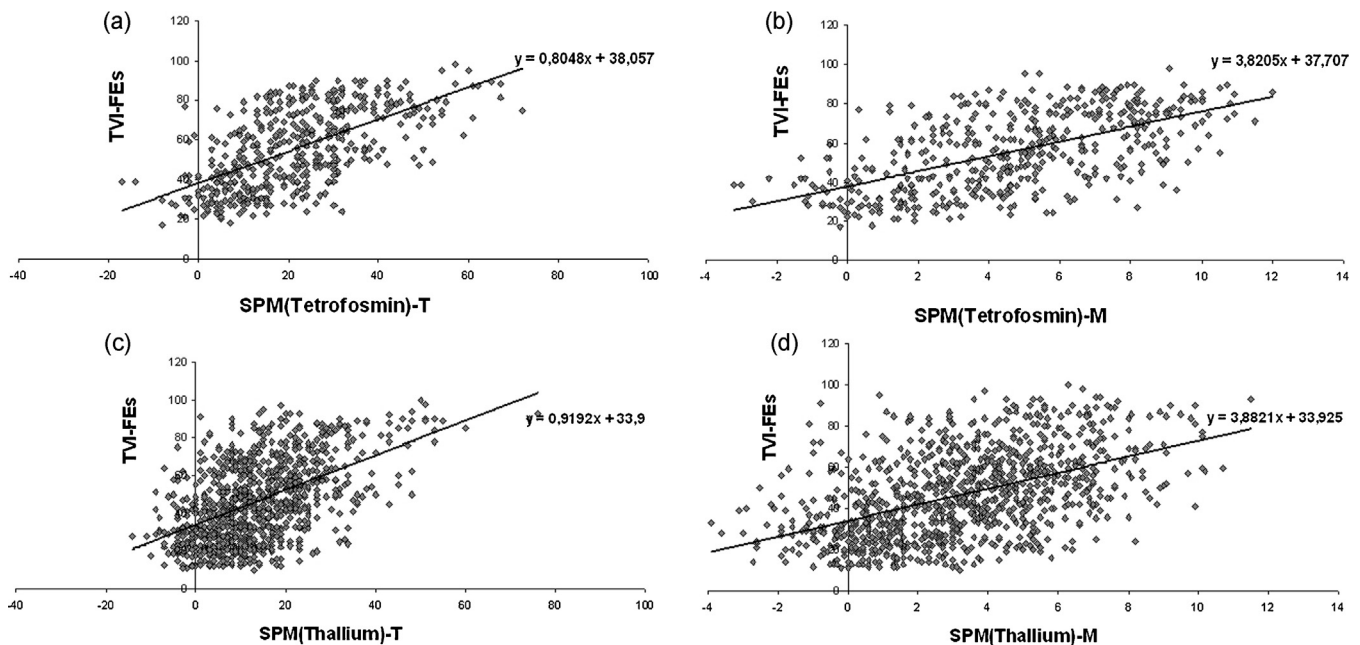 (a)
120
100
80
60
40
20
0
TVI-FEs
y = 0,8048x + 38,057
-40 -20 0 20 40 60 80 100
SPM(Tetrofosmin)-T
(b)
120
100
80
60
40
20
0
TVI-FEs
y = 3,8205x + 37,707
-4 -2 0 2 4 6 8 10 12 14
SPM(Tetrofosmin)-M
(c)
120
100
80
60
40
20
0
TVI-FEs
y = 0,9192x + 33,9
-40 -20 0 20 40 60 80 100
SPM(Thallium)-T
(d)
120
100
80
60
40
20
0
TVI-FEs
y = 3,8821x + 33,925
-4 -2 0 2 4 6 8 10 12 14
SPM(Thallium)-M